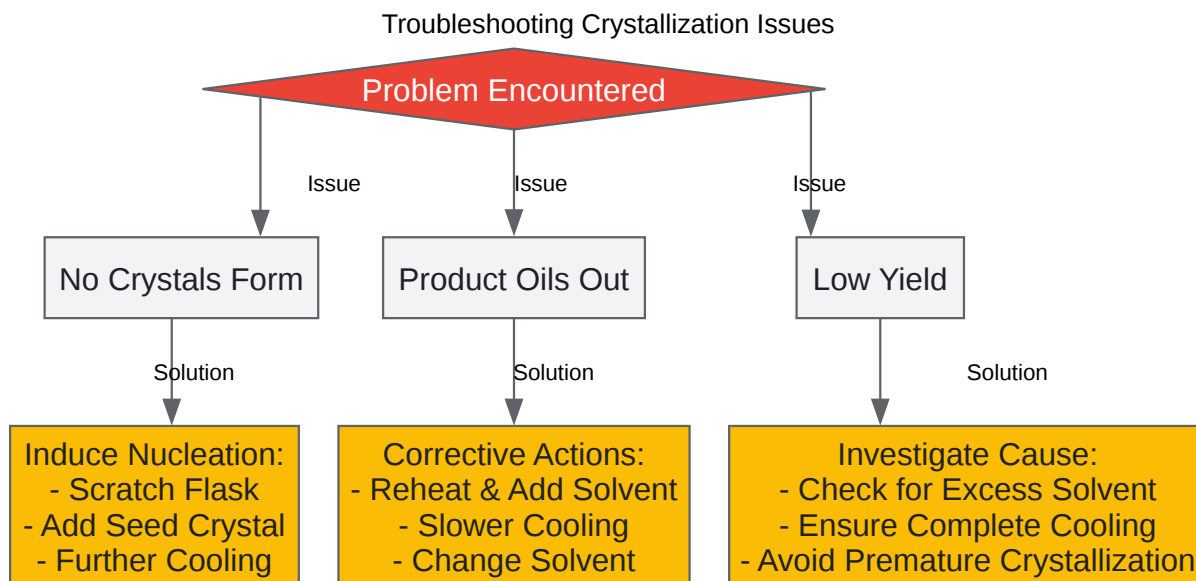 Troubleshooting Crystallization Issues
Problem Encountered
Issue
Issue
Issue
No Crystals Form
Product Oils Out
Low Yield
Solution
Solution
Solution
Induce Nucleation:
- Scratch Flask
- Add Seed Crystal
- Further Cooling
Corrective Actions:
- Reheat & Add Solvent
- Slower Cooling
- Change Solvent
Investigate Cause:
- Check for Excess Solvent
- Ensure Complete Cooling
- Avoid Premature Crystallization